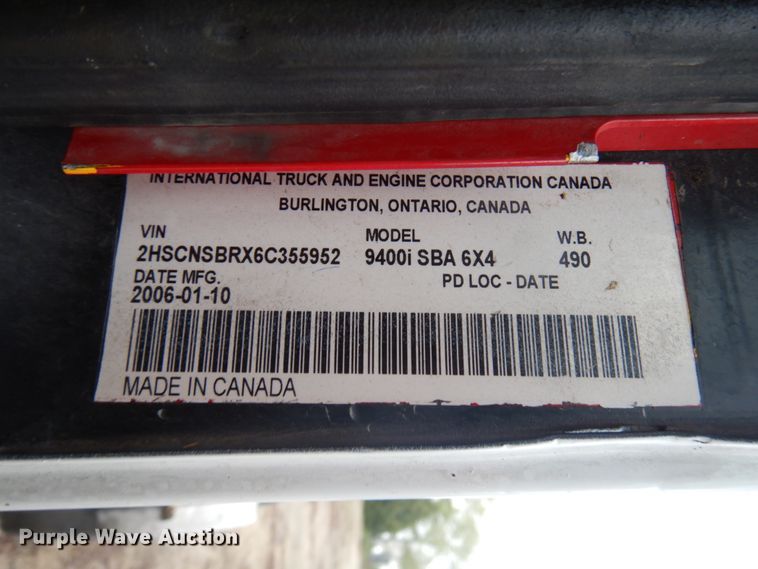 INTERNATIONAL TRUCK AND ENGINE CORPORATION CANADA
BURLINGTON, ONTARIO, CANADA
VIN MODEL W.B.
2HSCNSBRX6C355952 9400i SBA 6X4 490
DATE MFG. PD LOC - DATE
2006-01-10
MADE IN CANADA
Purple Wave Auction